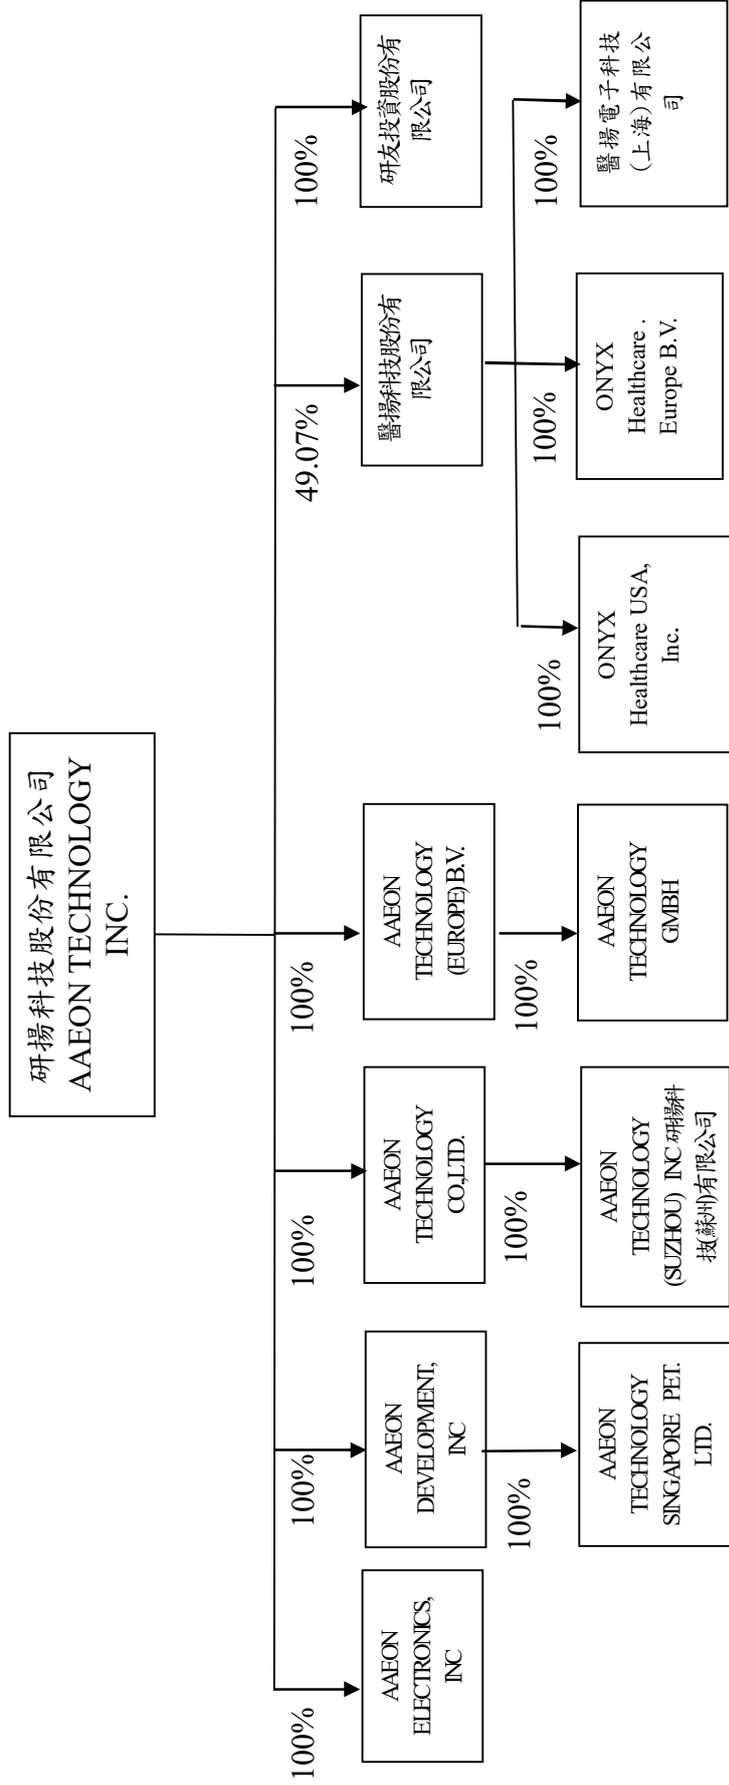 研揚科技股份有限公司
AAEON TECHNOLOGY
INC.
100%
100%
100%
100%
49.07%
100%
AAEON
ELECTRONICS,
INC
AAEON
DEVELOPMENT,
INC
AAEON
TECHNOLOGY
CO,LTD.
AAEON
TECHNOLOGY
(EUROPE) B.V.
醫揚科技股份有
限公司
研友投資股份有
限公司
100%
100%
100%
100%
100%
100%
AAEON
TECHNOLOGY
SINGAPORE PET.
LTD.
AAEON
TECHNOLOGY
(SUZHOU) INC研揚科
技(蘇州)有限公司
AAEON
TECHNOLOGY
GMBH
ONYX
Healthcare USA,
Inc.
ONYX
Healthcare .
Europe B.V.
醫揚電子科技
(上海)有限公
司